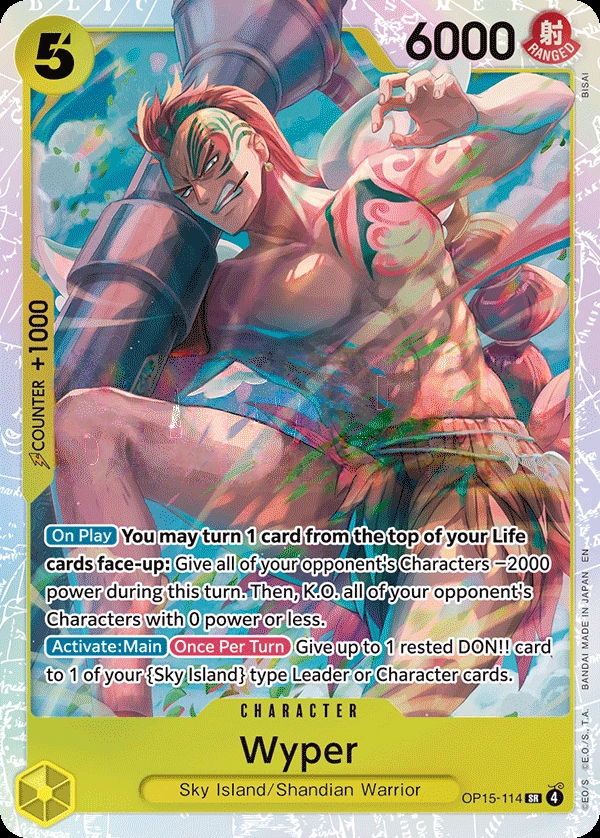 5
6000
射
RANGED
BISAI
COUNTER +1000
On Play You may turn 1 card from the top of your Life
cards face-up: Give all of your opponent's Characters −2000
power during this turn. Then, K.O. all of your opponent's
Characters with 0 power or less.
Activate:Main Once Per Turn Give up to 1 rested DON!! card
to 1 of your {Sky Island} type Leader or Character cards.
CHARACTER
Wyper
Sky Island/Shandian Warrior
OP15-114 SR 4
©E.O/S ©E.O./S., T.A. BANDAI MADE IN JAPAN EN